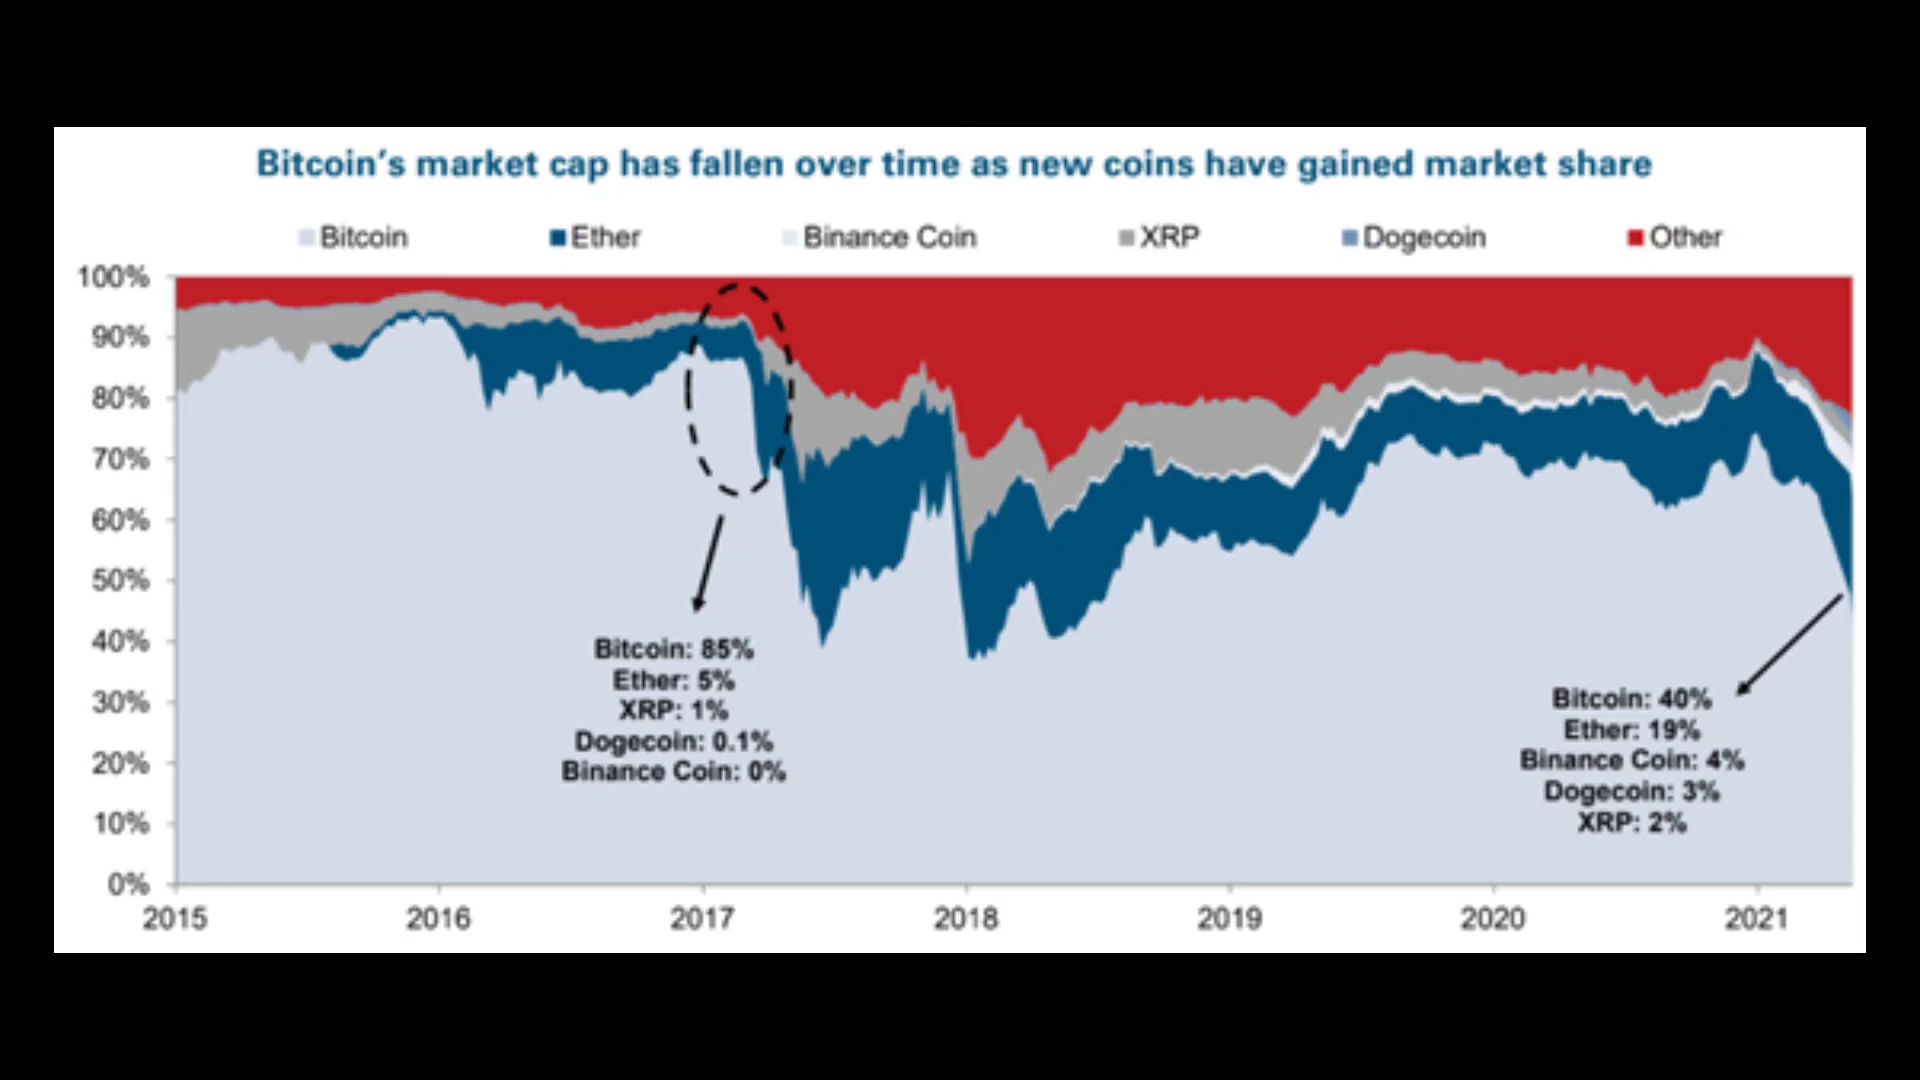 Bitcoin's market cap has fallen over time as new coins have gained market share
Bitcoin Ether Binance Coin XRP Dogecoin Other
100%
90%
80%
70%
60%
50%
40%
30%
20%
10%
0%
Bitcoin: 85%
Ether: 5%
XRP: 1%
Dogecoin: 0.1%
Binance Coin: 0%
Bitcoin: 40%
Ether: 19%
Binance Coin: 4%
Dogecoin: 3%
XRP: 2%
2015 2016 2017 2018 2019 2020 2021